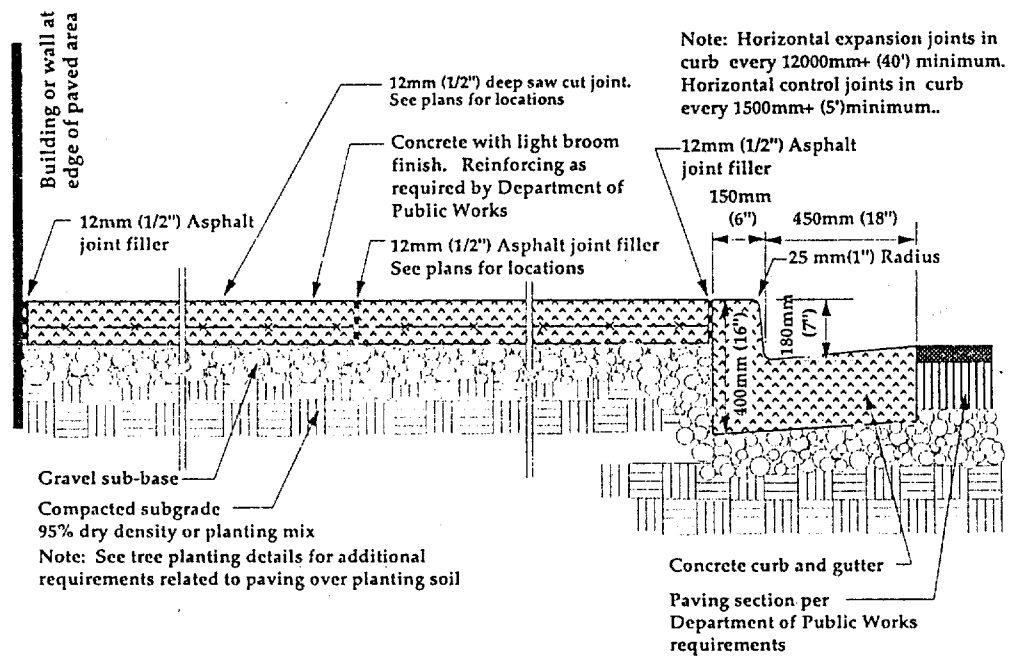 Building or wall at
edge of paved area
12mm (1/2") Asphalt
joint filler
12mm (1/2") deep saw cut joint.
See plans for locations
Concrete with light broom
finish. Reinforcing as
required by Department of
Public Works
12mm (1/2") Asphalt joint filler
See plans for locations
Note: Horizontal expansion joints in
curb every 12000mm+ (40') minimum.
Horizontal control joints in curb
every 1500mm+ (5')minimum..
12mm (1/2") Asphalt
joint filler
150mm
(6")
450mm (18")
25 mm(1") Radius
180mm
(7")
400mm (16")
Gravel sub-base
Compacted subgrade
95% dry density or planting mix
Note: See tree planting details for additional
requirements related to paving over planting soil
Concrete curb and gutter
Paving section per
Department of Public Works
requirements